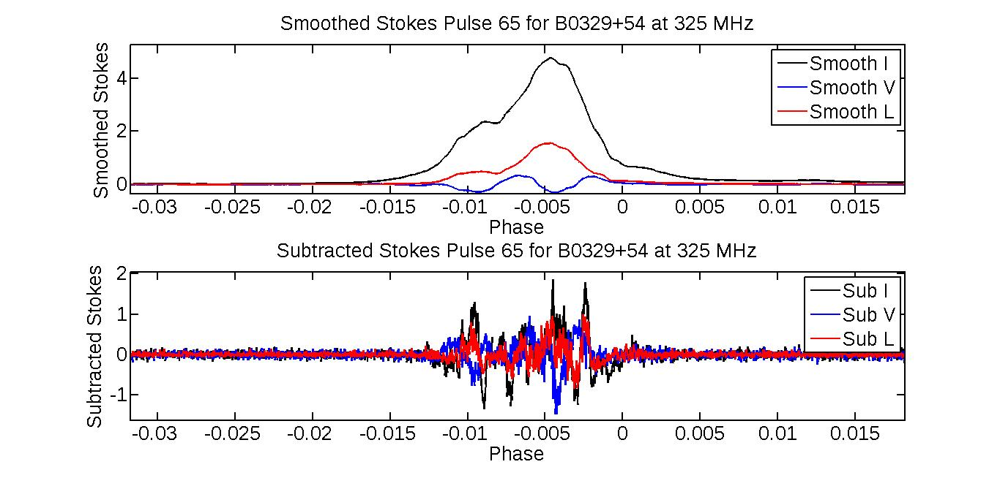 Smoothed Stokes Pulse 65 for B0329+54 at 325 MHz
Smoothed Stokes
4
2
0
Smooth I
Smooth V
Smooth L
-0.03 -0.025 -0.02 -0.015 -0.01 -0.005 0 0.005 0.01 0.015
Phase
Subtracted Stokes Pulse 65 for B0329+54 at 325 MHz
Subtracted Stokes
2
1
0
-1
Sub I
Sub V
Sub L
-0.03 -0.025 -0.02 -0.015 -0.01 -0.005 0 0.005 0.01 0.015
Phase